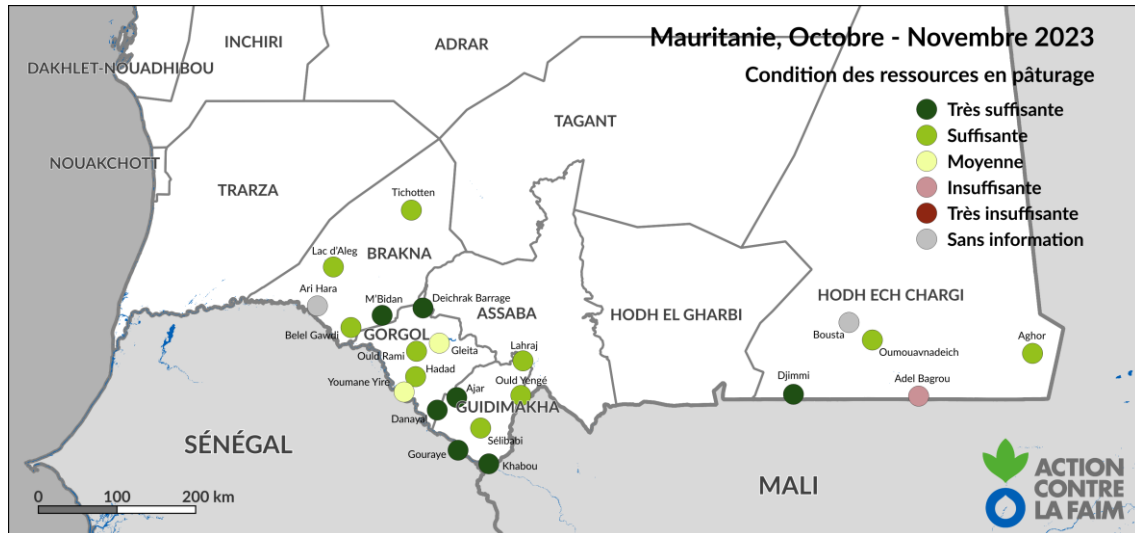 Mauritanie, Octobre - Novembre 2023
Condition des ressources en pâturage
Très suffisante
Suffisante
Moyenne
Insuffisante
Très insuffisante
Sans information
INCHIRI
ADRAR
DAKHLET-NOUADHIBOU
TAGANT
NOUAKCHOTT
TRARZA
Tichotten
Lac d'Aleg
BRAKNA
Ari Hara
M'Bidan
Deichrak Barrage
ASSABA
HODH EL GHARBI
HODH ECH CHARGI
Belel Gawdi
GORGOL
Bousta
Oumouavnadeich
Aghor
Ould Rami
Gleita
Lahraj
Hadad
Youmane Yire
Ajar
Ould Yengé
Djimmi
Adel Bagrou
GUIDIMAKHA
Danayal
Sélibabi
Gouraye
Khabou
SÉNÉGAL
MALI
0 100 200 km
ACTION
CONTRE
LA FAIM